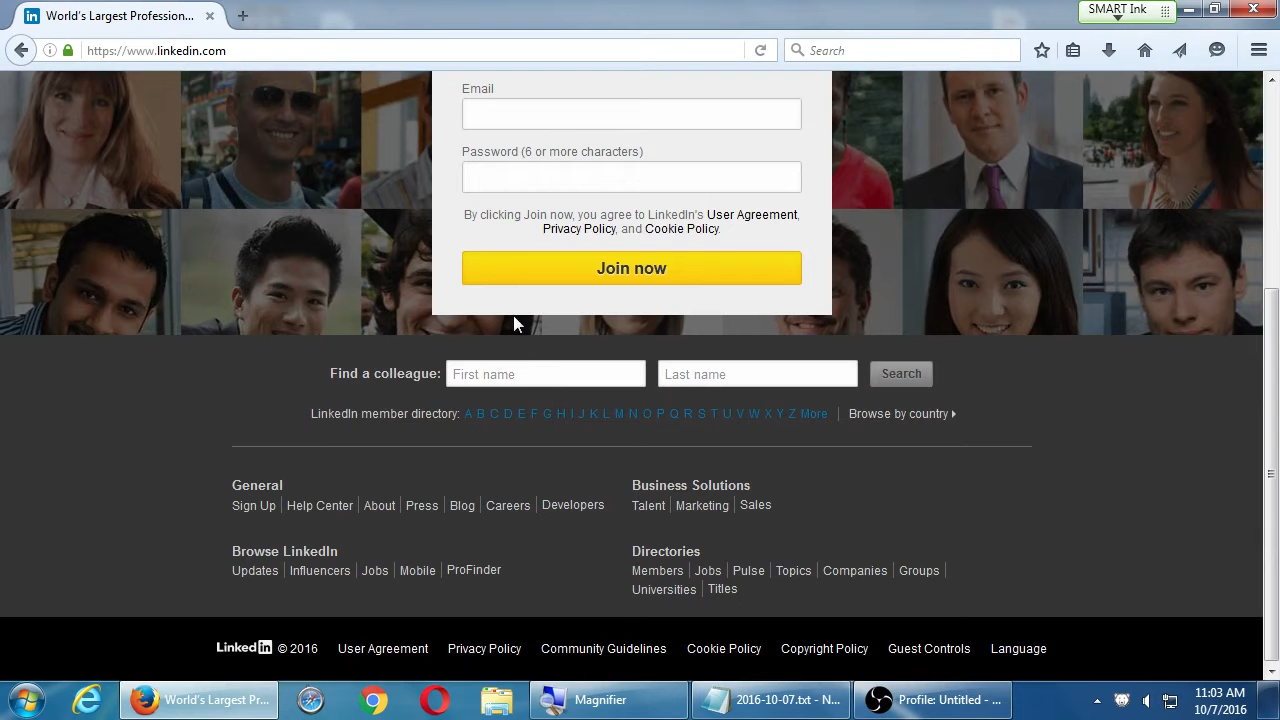 World's Largest Profession...
SMART Ink
https://www.linkedin.com
Search
Email
Password (6 or more characters)
By clicking Join now, you agree to LinkedIn's User Agreement,
Privacy Policy, and Cookie Policy.
Join now
Find a colleague: First name Last name Search
LinkedIn member directory: A B C D E F G H I J K L M N O P Q R S T U V W X Y Z More Browse by country
General
Business Solutions
Sign Up Help Center About Press Blog Careers Developers
Talent Marketing Sales
Browse LinkedIn
Directories
Updates Influencers Jobs Mobile ProFinder
Members Jobs Pulse Topics Companies Groups
Universities Titles
LinkedIn © 2016 User Agreement Privacy Policy Community Guidelines Cookie Policy Copyright Policy Guest Controls Language
World's Largest Pr... Magnifier 2016-10-07.txt - N... Profile: Untitled - ...
11:03 AM
10/7/2016